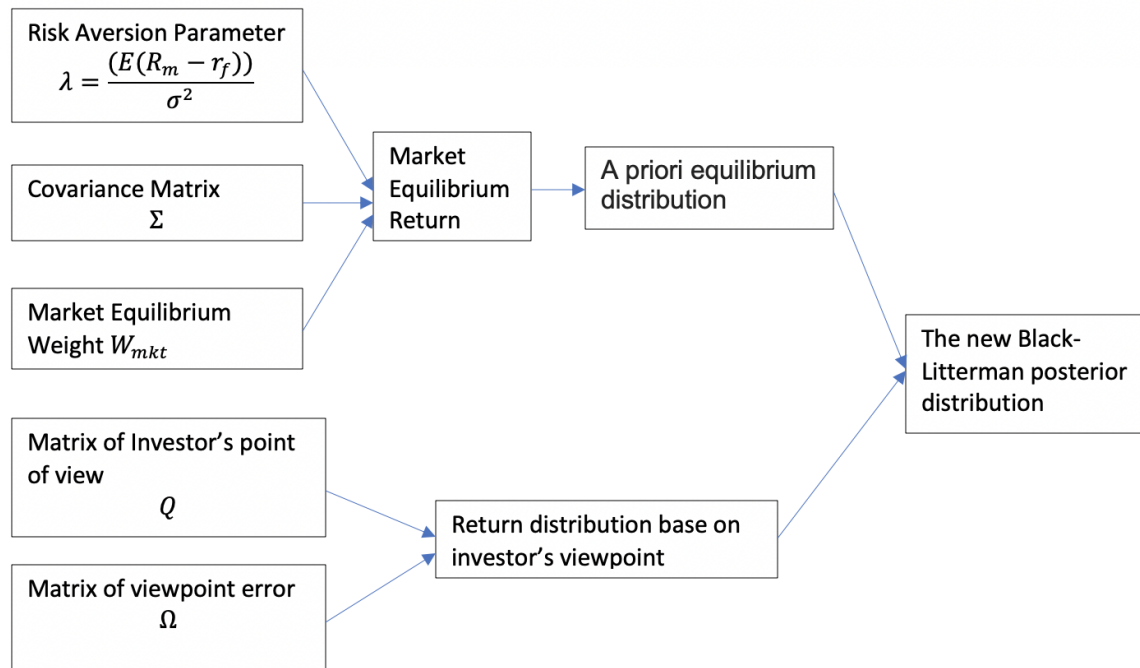 Risk Aversion Parameter
λ = (E(R_m − r_f)) / σ²
Covariance Matrix
Σ
Market Equilibrium
Weight W_mkt
Market
Equilibrium
Return
A priori equilibrium
distribution
Matrix of Investor’s point
of view
Q
Matrix of viewpoint error
Ω
Return distribution base on
investor’s viewpoint
The new Black-
Litterman posterior
distribution